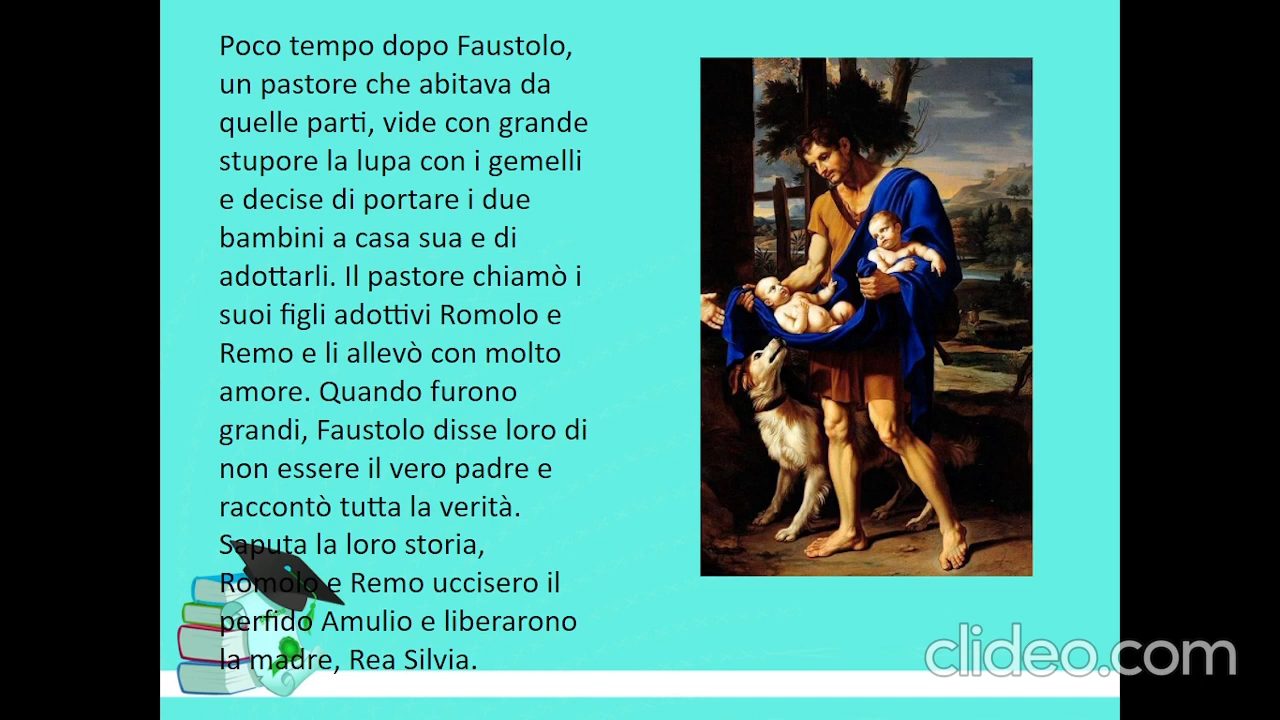 Poco tempo dopo Faustolo,
un pastore che abitava da
quelle parti, vide con grande
stupore la lupa con i gemelli
e decise di portare i due
bambini a casa sua e di
adottarli. Il pastore chiamò i
suoi figli adottivi Romolo e
Remo e li allevò con molto
amore. Quando furono
grandi, Faustolo disse loro di
non essere il vero padre e
raccontò tutta la verità.
Saputa la loro storia,
Romolo e Remo uccisero il
perfido Amulio e liberarono
la madre, Rea Silvia.
clideo.com